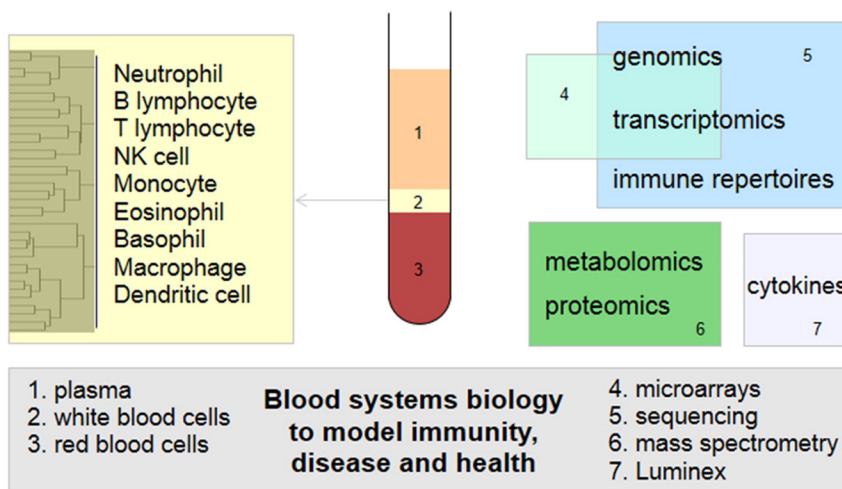 Neutrophil
B lymphocyte
T lymphocyte
NK cell
Monocyte
Eosinophil
Basophil
Macrophage
Dendritic cell
1
2
3
genomics
5
4
transcriptomics
immune repertoires
metabolomics
proteomics
6
cytokines
7
1. plasma
2. white blood cells
3. red blood cells
Blood systems biology
to model immunity,
disease and health
4. microarrays
5. sequencing
6. mass spectrometry
7. Luminex